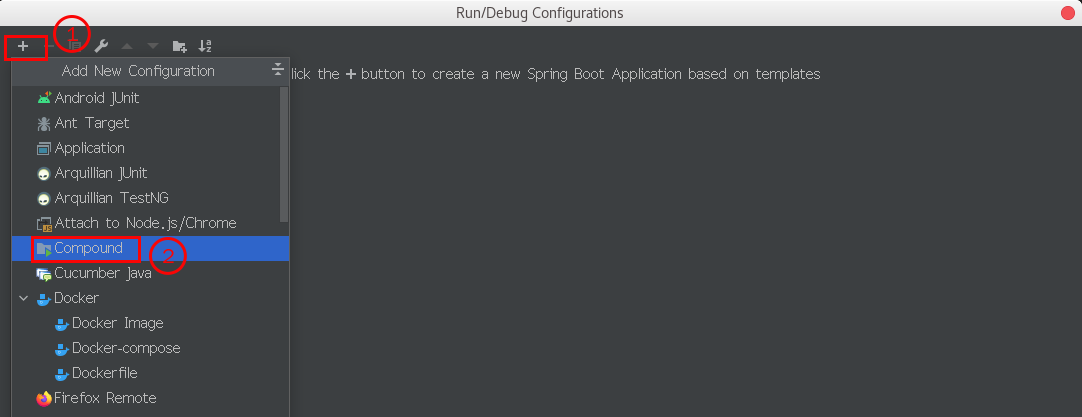 Run/Debug Configurations
1
Add New Configuration
lick the + button to create a new Spring Boot Application based on templates
Android JUnit
Ant Target
Application
Arquillian JUnit
Arquillian TestNG
Attach to Node.js/Chrome
Compound
2
Cucumber java
Docker
Docker Image
Docker-compose
Dockerfile
Firefox Remote